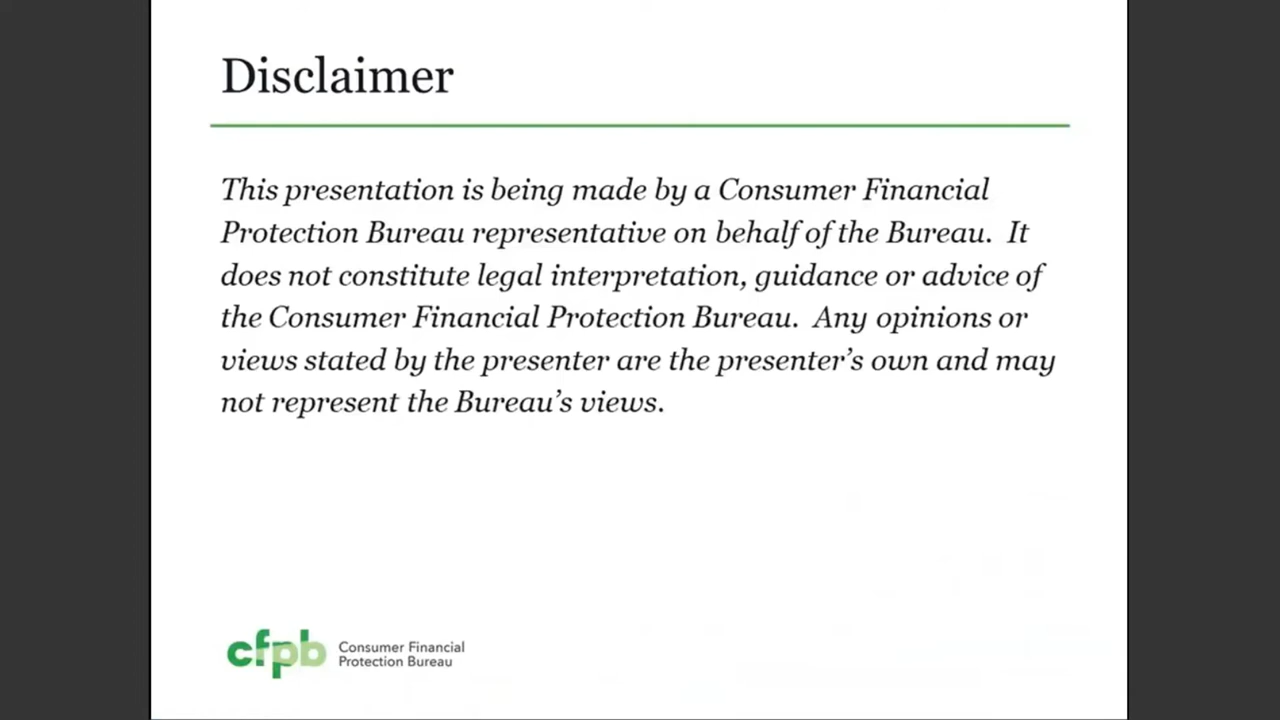 Disclaimer
This presentation is being made by a Consumer Financial
Protection Bureau representative on behalf of the Bureau.  It
does not constitute legal interpretation, guidance or advice of
the Consumer Financial Protection Bureau.  Any opinions or
views stated by the presenter are the presenter’s own and may
not represent the Bureau’s views.
cfpb
Consumer Financial
Protection Bureau